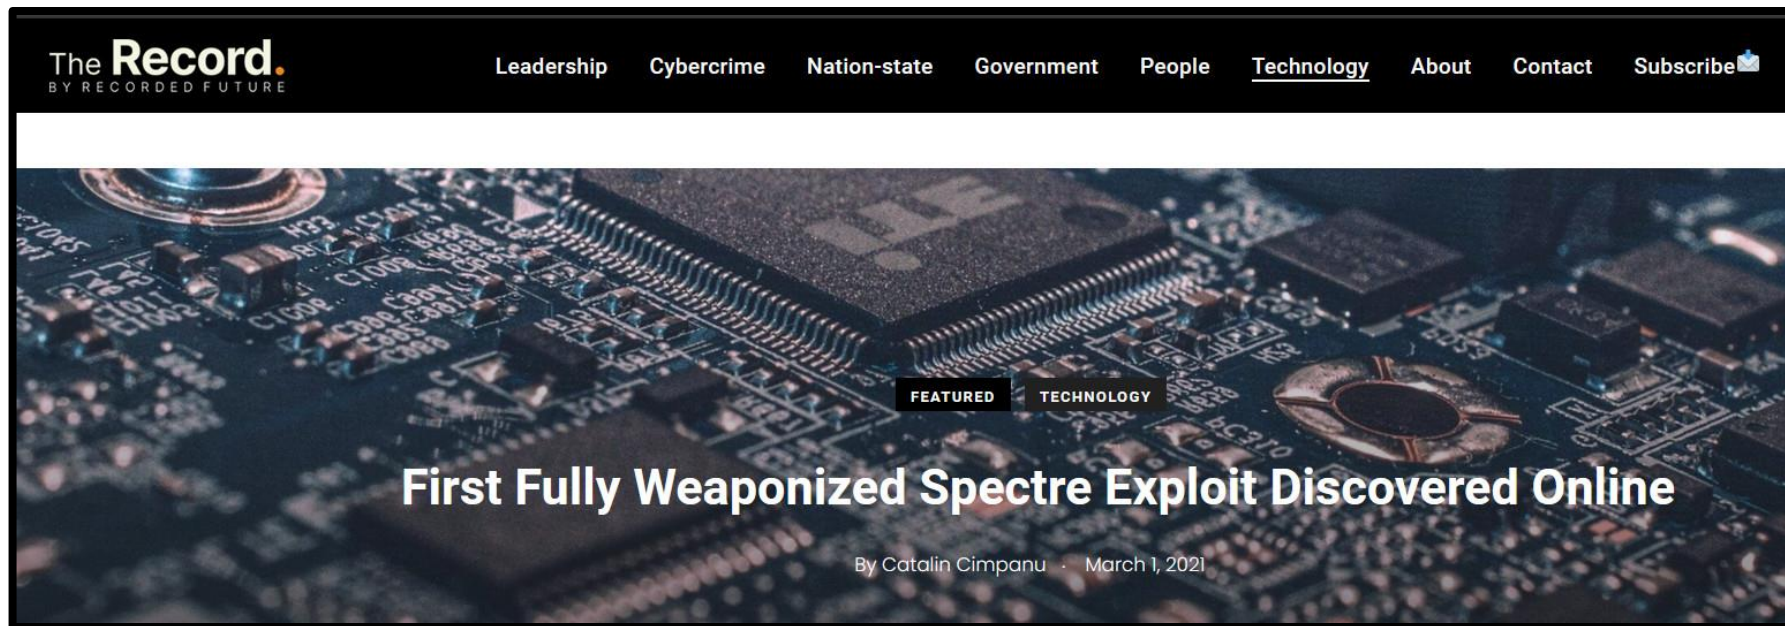 The Record.
BY RECORDED FUTURE
Leadership Cybercrime Nation-state Government People Technology About Contact Subscribe
FEATURED TECHNOLOGY
First Fully Weaponized Spectre Exploit Discovered Online
By Catalin Cimpanu · March 1, 2021